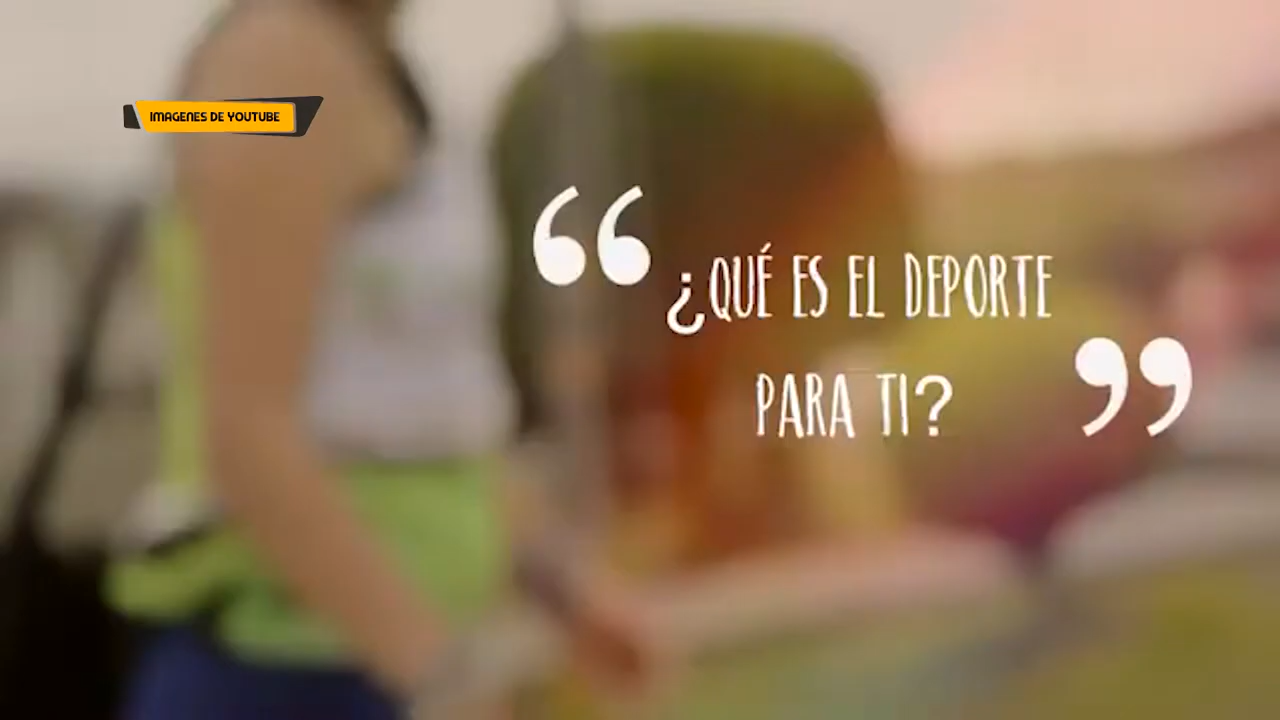 IMAGENES DE YOUTUBE
“ ¿QUÉ ES EL DEPORTE
PARA TI? ”